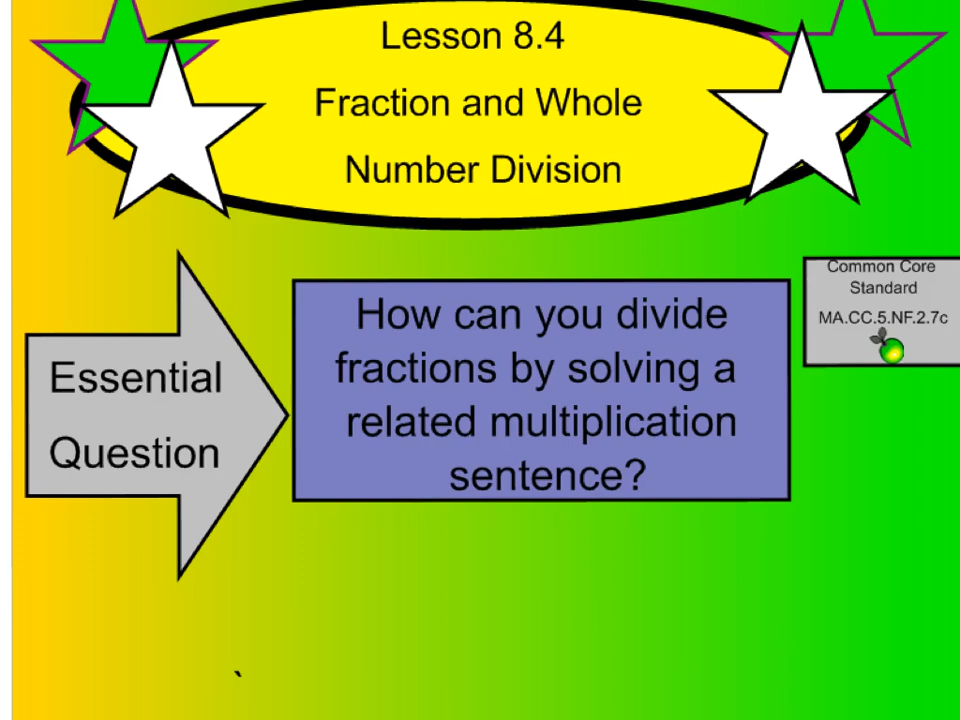 Lesson 8.4
Fraction and Whole
Number Division
Common Core
Standard
MA.CC.5.NF.2.7c
Essential
Question
How can you divide
fractions by solving a
related multiplication
sentence?
`